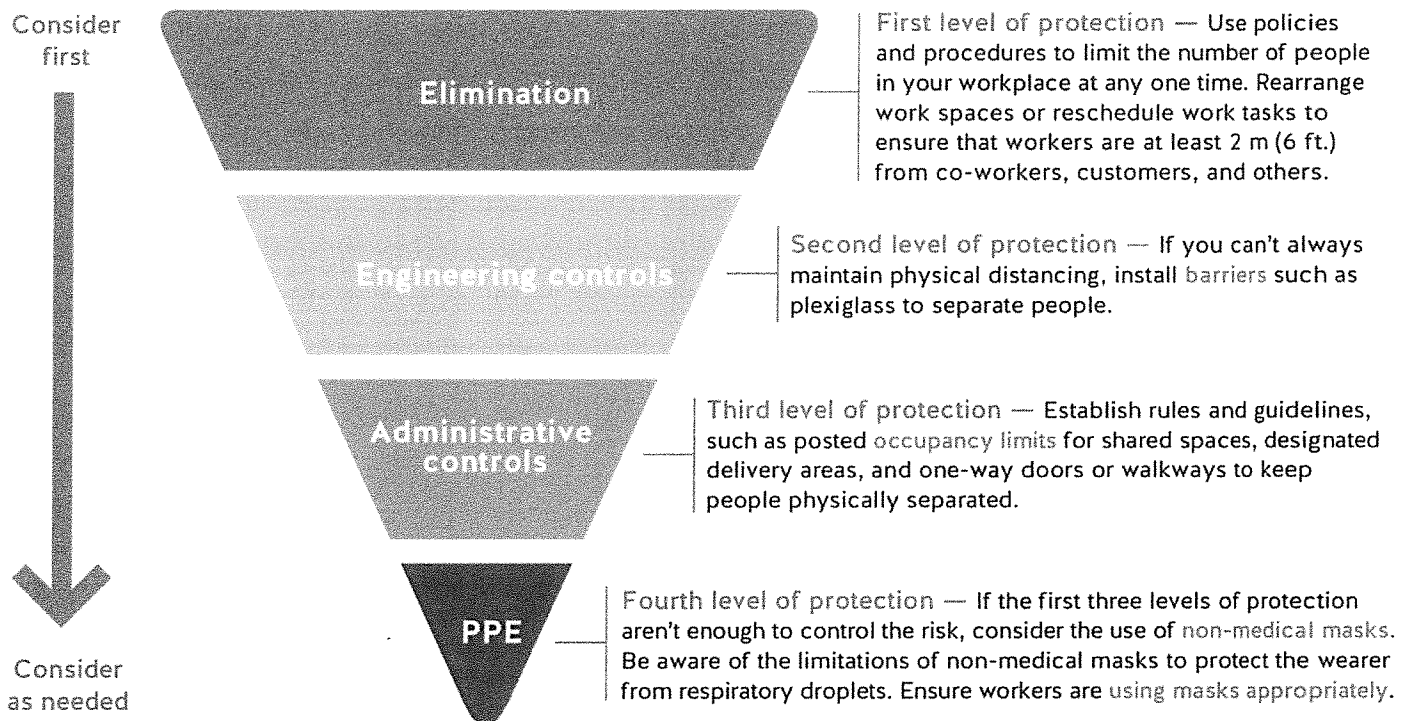 Consider
first
Elimination
First level of protection — Use policies
and procedures to limit the number of people
in your workplace at any one time. Rearrange
work spaces or reschedule work tasks to
ensure that workers are at least 2 m (6 ft.)
from co-workers, customers, and others.
Engineering controls
Second level of protection — If you can't always
maintain physical distancing, install barriers such as
plexiglass to separate people.
Administrative
controls
Third level of protection — Establish rules and guidelines,
such as posted occupancy limits for shared spaces, designated
delivery areas, and one-way doors or walkways to keep
people physically separated.
PPE
Fourth level of protection — If the first three levels of protection
aren't enough to control the risk, consider the use of non-medical masks.
Be aware of the limitations of non-medical masks to protect the wearer
from respiratory droplets. Ensure workers are using masks appropriately.
Consider
as needed